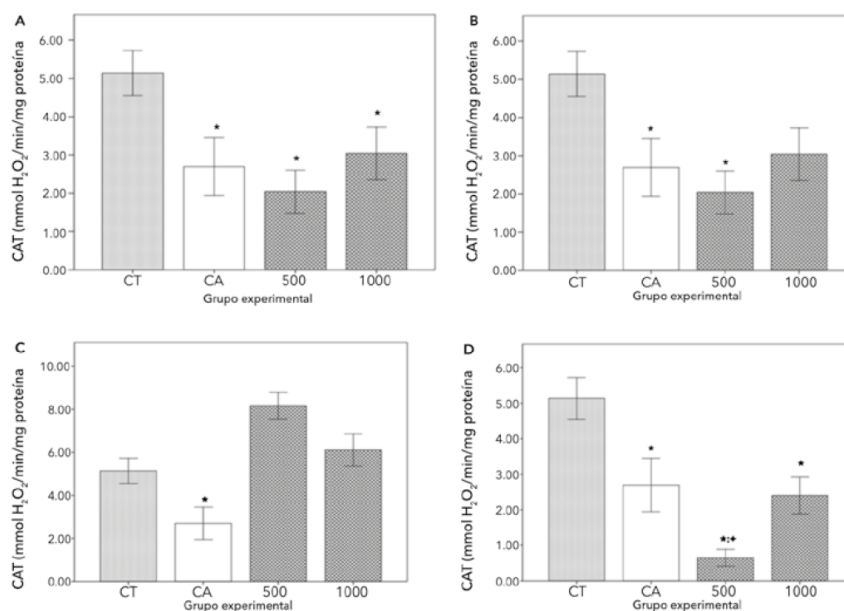 A
CAT (mmol H₂O₂/min/mg proteína)
6.00
5.00
4.00
3.00
2.00
1.00
0.00
*
*
*
CT CA 500 1000
Grupo experimental
B
CAT (mmol H₂O₂/min/mg proteína)
6.00
5.00
4.00
3.00
2.00
1.00
0.00
*
*
CT CA 500 1000
Grupo experimental
C
CAT (mmol H₂O₂/min/mg proteína)
10.00
8.00
6.00
4.00
2.00
0.00
*
CT CA 500 1000
Grupo experimental
D
CAT (mmol H₂O₂/min/mg proteína)
6.00
5.00
4.00
3.00
2.00
1.00
0.00
*
*
*:+
CT CA 500 1000
Grupo experimental